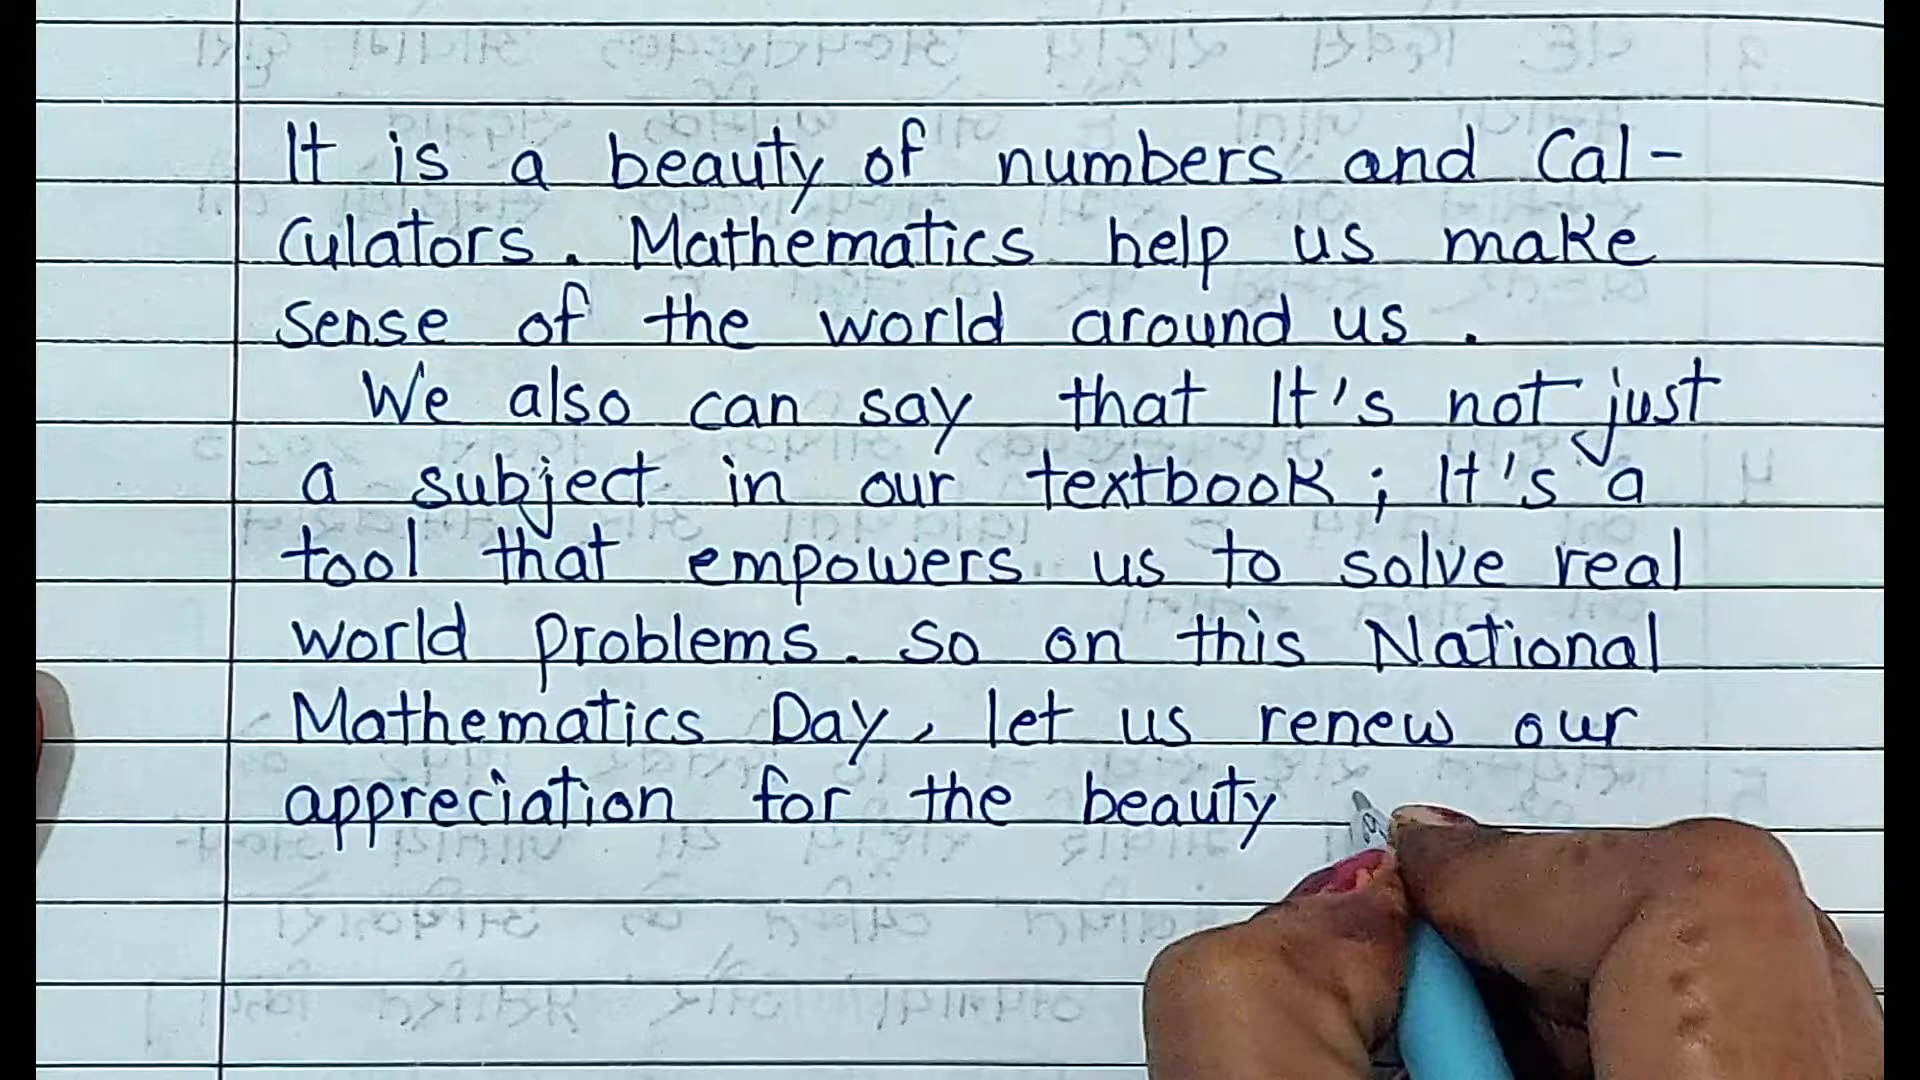 It is a beauty of numbers and Cal-
culators. Mathematics help us make
sense of the world around us.
We also can say that It's not just
a subject in our textbook; It's a
tool that empowers us to solve real
world problems. So on this National
Mathematics Day, let us renew our
appreciation for the beauty